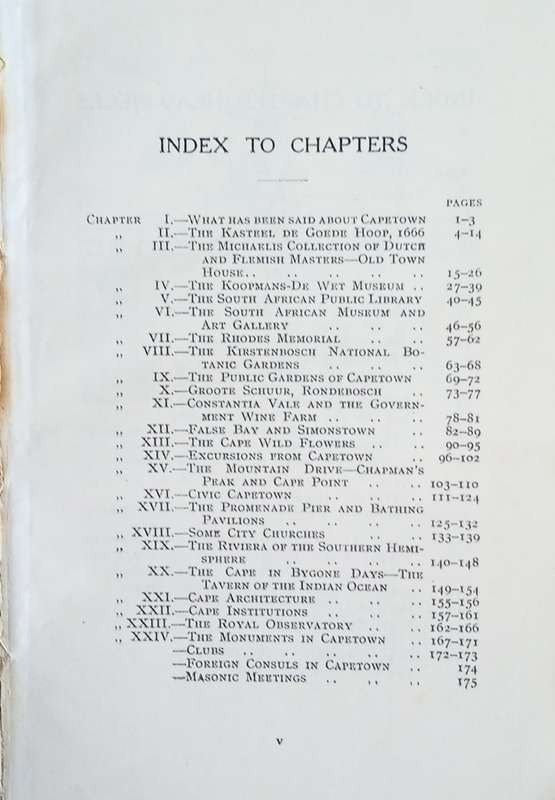 INDEX TO CHAPTERS
PAGES
CHAPTER I.—WHAT HAS BEEN SAID ABOUT CAPETOWN 1–3
,, II.—THE KASTEEL DE GOEDE HOOP, 1666 4–14
,, III.—THE MICHAELIS COLLECTION OF DUTCH
AND FLEMISH MASTERS—OLD TOWN
HOUSE.. .. .. .. .. 15–26
,, IV.—THE KOOPMANS-DE WET MUSEUM .. 27–39
,, V.—THE SOUTH AFRICAN PUBLIC LIBRARY 40–45
,, VI.—THE SOUTH AFRICAN MUSEUM AND
ART GALLERY .. .. .. 46–56
,, VII.—THE RHODES MEMORIAL .. .. 57–62
,, VIII.—THE KIRSTENBOSCH NATIONAL BO-
TANIC GARDENS .. .. .. 63–68
,, IX.—THE PUBLIC GARDENS OF CAPETOWN 69–72
,, X.—GROOTE SCHUUR, RONDEBOSCH .. 73–77
,, XI.—CONSTANTIA VALE AND THE GOVERN-
MENT WINE FARM .. .. .. 78–81
,, XII.—FALSE BAY AND SIMONSTOWN .. 82–89
,, XIII.—THE CAPE WILD FLOWERS .. .. 90–95
,, XIV.—EXCURSIONS FROM CAPETOWN .. 96–102
,, XV.—THE MOUNTAIN DRIVE—CHAPMAN'S
PEAK AND CAPE POINT .. .. 103–110
,, XVI.—CIVIC CAPETOWN .. .. .. 111–124
,, XVII.—THE PROMENADE PIER AND BATHING
PAVILIONS .. .. .. .. 125–132
,, XVIII.—SOME CITY CHURCHES .. .. 133–139
,, XIX.—THE RIVIERA OF THE SOUTHERN HEMI-
SPHERE .. .. .. .. 140–148
,, XX.—THE CAPE IN BYGONE DAYS—THE
TAVERN OF THE INDIAN OCEAN .. 149–154
,, XXI.—CAPE ARCHITECTURE .. .. .. 155–156
,, XXII.—CAPE INSTITUTIONS .. .. .. 157–161
,, XXIII.—THE ROYAL OBSERVATORY .. .. 162–166
,, XXIV.—THE MONUMENTS IN CAPETOWN .. 167–171
—CLUBS .. .. .. .. .. .. 172–173
—FOREIGN CONSULS IN CAPETOWN .. 174
—MASONIC MEETINGS .. .. .. 175
v